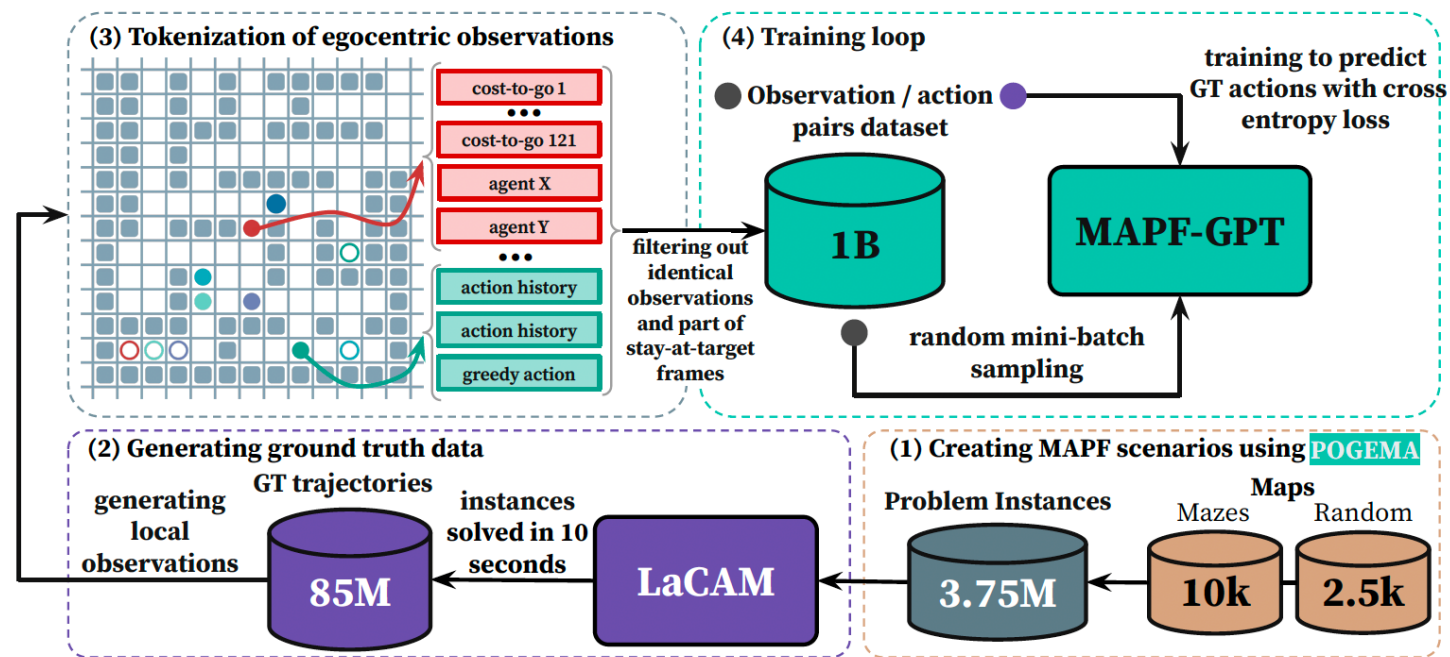 (3) Tokenization of egocentric observations
cost-to-go 1
•••
cost-to-go 121
agent X
agent Y
•••
action history
action history
greedy action
filtering out
identical
observations
and part of
stay-at-target
frames
(4) Training loop
Observation / action
pairs dataset
1B
training to predict
GT actions with cross
entropy loss
MAPF-GPT
random mini-batch
sampling
(2) Generating ground truth data
generating
local
observations
GT trajectories
85M
instances
solved in 10
seconds
LaCAM
(1) Creating MAPF scenarios using POGEMA
Problem Instances
3.75M
Maps
Mazes
10k
Random
2.5k